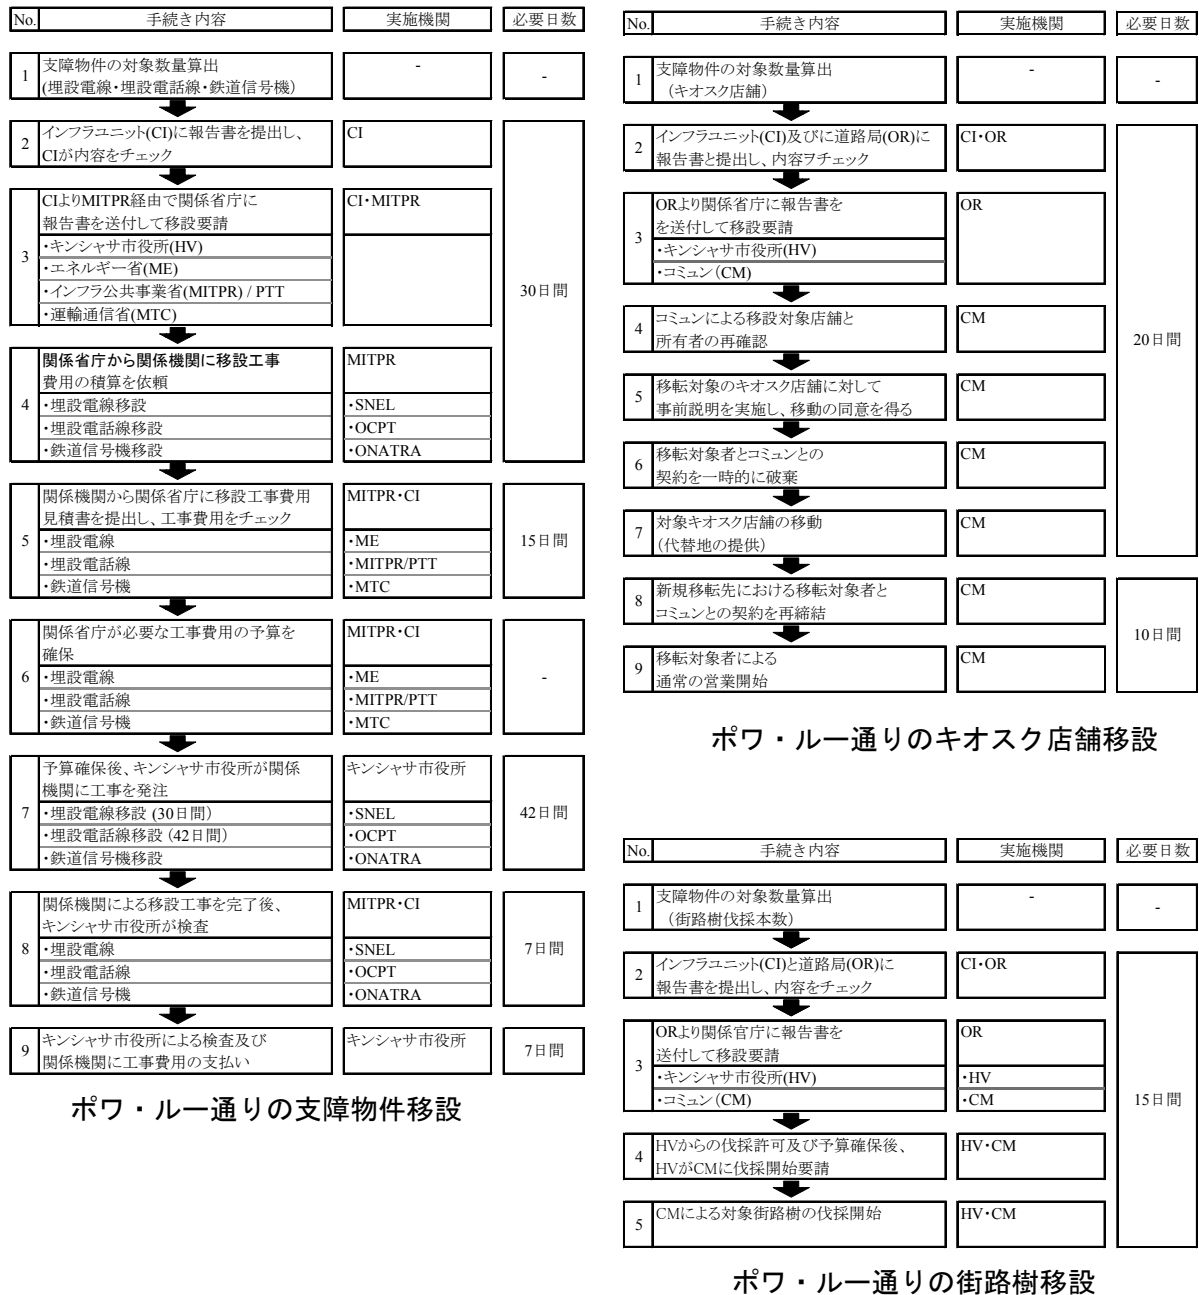 No. 手続き内容 実施機関 必要日数
1 支障物件の対象数量算出 - -
(埋設電線・埋設電話線・鉄道信号機)
2 インフラユニット(CI)に報告書を提出し、 CI
CIが内容をチェック
3 CIよりMITPR経由で関係省庁に CI・MITPR
報告書を送付して移設要請
・キンシャサ市役所(HV)
・エネルギー省(ME)
・インフラ公共事業省(MITPR) / PTT 30日間
・運輸通信省(MTC)
4 関係省庁から関係機関に移設工事 MITPR
費用の積算を依頼
・埋設電線移設 ・SNEL
・埋設電話線移設 ・OCPT
・鉄道信号機移設 ・ONATRA
5 関係機関から関係省庁に移設工事費用 MITPR・CI
見積書を提出し、工事費用をチェック
・埋設電線 ・ME 15日間
・埋設電話線 ・MITPR/PTT
・鉄道信号機 ・MTC
6 関係省庁が必要な工事費用の予算を MITPR・CI
確保
・埋設電線 ・ME -
・埋設電話線 ・MITPR/PTT
・鉄道信号機 ・MTC
7 予算確保後、キンシャサ市役所が関係 キンシャサ市役所
機関に工事を発注
・埋設電線移設 (30日間) ・SNEL 42日間
・埋設電話線移設 (42日間) ・OCPT
・鉄道信号機移設 ・ONATRA
8 関係機関による移設工事を完了後、 MITPR・CI
キンシャサ市役所が検査
・埋設電線 ・SNEL 7日間
・埋設電話線 ・OCPT
・鉄道信号機 ・ONATRA
9 キンシャサ市役所による検査及び キンシャサ市役所 7日間
関係機関に工事費用の支払い
ポワ・ルー通りの支障物件移設
No. 手続き内容 実施機関 必要日数
1 支障物件の対象数量算出 - -
（キオスク店舗）
2 インフラユニット(CI)及びに道路局(OR)に CI・OR
報告書と提出し、内容ヲチェック
3 ORより関係省庁に報告書を OR
を送付して移設要請
・キンシャサ市役所(HV)
・コミュン（CM）
4 コミュンによる移設対象店舗と CM 20日間
所有者の再確認
5 移転対象のキオスク店舗に対して CM
事前説明を実施し、移動の同意を得る
6 移転対象者とコミュンとの CM
契約を一時的に破棄
7 対象キオスク店舗の移動 CM
（代替地の提供）
8 新規移転先における移転対象者と CM
コミュンとの契約を再締結 10日間
9 移転対象者による CM
通常の営業開始
ポワ・ルー通りのキオスク店舗移設
No. 手続き内容 実施機関 必要日数
1 支障物件の対象数量算出 - -
（街路樹伐採本数）
2 インフラユニット(CI)と道路局(OR)に CI・OR
報告書を提出し、内容をチェック
3 ORより関係官庁に報告書を OR
送付して移設要請
・キンシャサ市役所(HV) ・HV
・コミュン（CM） ・CM 15日間
4 HVからの伐採許可及び予算確保後、 HV・CM
HVがCMに伐採開始要請
5 CMによる対象街路樹の伐採開始 HV・CM
ポワ・ルー通りの街路樹移設